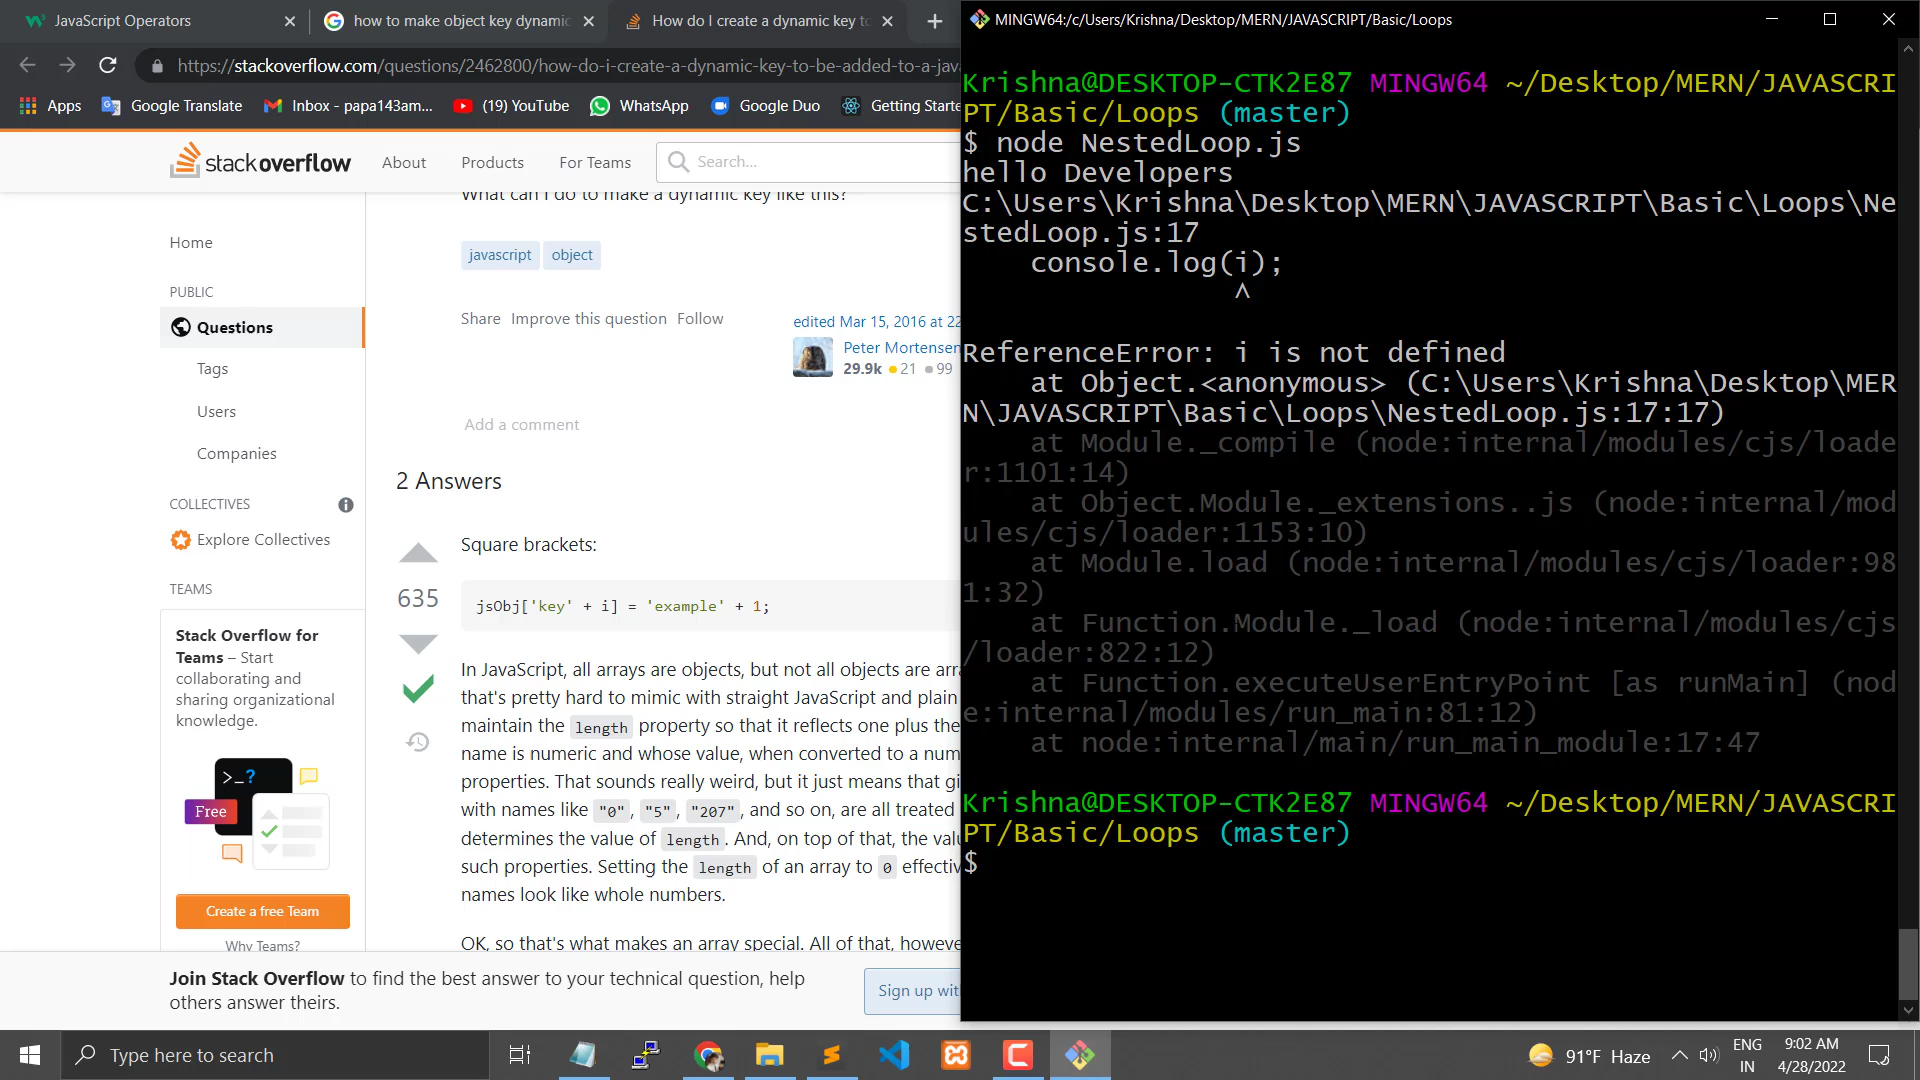 JavaScript Operators
how to make object key dynamic
How do I create a dynamic key to
https://stackoverflow.com/questions/2462800/how-do-i-create-a-dynamic-key-to-be-added-to-a-java
Apps
Google Translate
Inbox - papa143am...
(19) YouTube
WhatsApp
Google Duo
Getting Starte
stackoverflow
About
Products
For Teams
Search...
What can I do to make a dynamic key like this?
Home
PUBLIC
Questions
Tags
Users
Companies
COLLECTIVES
Explore Collectives
TEAMS
Stack Overflow for
Teams – Start
collaborating and
sharing organizational
knowledge.
>_?
Free
Create a free Team
Why Teams?
javascript object
Share Improve this question Follow
edited Mar 15, 2016 at 22
Peter Mortensen
29.9k 21 99
Add a comment
2 Answers
635
Square brackets:
jsObj['key' + i] = 'example' + 1;
In JavaScript, all arrays are objects, but not all objects are arra
that's pretty hard to mimic with straight JavaScript and plain
maintain the length property so that it reflects one plus the
name is numeric and whose value, when converted to a num
properties. That sounds really weird, but it just means that gi
with names like "0", "5", "207", and so on, are all treated
determines the value of length. And, on top of that, the valu
such properties. Setting the length of an array to 0 effectiv
names look like whole numbers.
OK, so that's what makes an array special. All of that, howeve
Join Stack Overflow to find the best answer to your technical question, help
others answer theirs.
Sign up wit
MINGW64:/c/Users/Krishna/Desktop/MERN/JAVASCRIPT/Basic/Loops
Krishna@DESKTOP-CTK2E87 MINGW64 ~/Desktop/MERN/JAVASCRI
PT/Basic/Loops (master)
$ node NestedLoop.js
hello Developers
C:\Users\Krishna\Desktop\MERN\JAVASCRIPT\Basic\Loops\Ne
stedLoop.js:17
console.log(i);
^
ReferenceError: i is not defined
at Object.<anonymous> (C:\Users\Krishna\Desktop\MER
N\JAVASCRIPT\Basic\Loops\NestedLoop.js:17:17)
at Module._compile (node:internal/modules/cjs/loade
r:1101:14)
at Object.Module._extensions..js (node:internal/mod
ules/cjs/loader:1153:10)
at Module.load (node:internal/modules/cjs/loader:98
1:32)
at Function.Module._load (node:internal/modules/cjs
/loader:822:12)
at Function.executeUserEntryPoint [as runMain] (nod
e:internal/modules/run_main:81:12)
at node:internal/main/run_main_module:17:47
Krishna@DESKTOP-CTK2E87 MINGW64 ~/Desktop/MERN/JAVASCRI
PT/Basic/Loops (master)
$
Type here to search
91°F Haze
ENG
IN
9:02 AM
4/28/2022